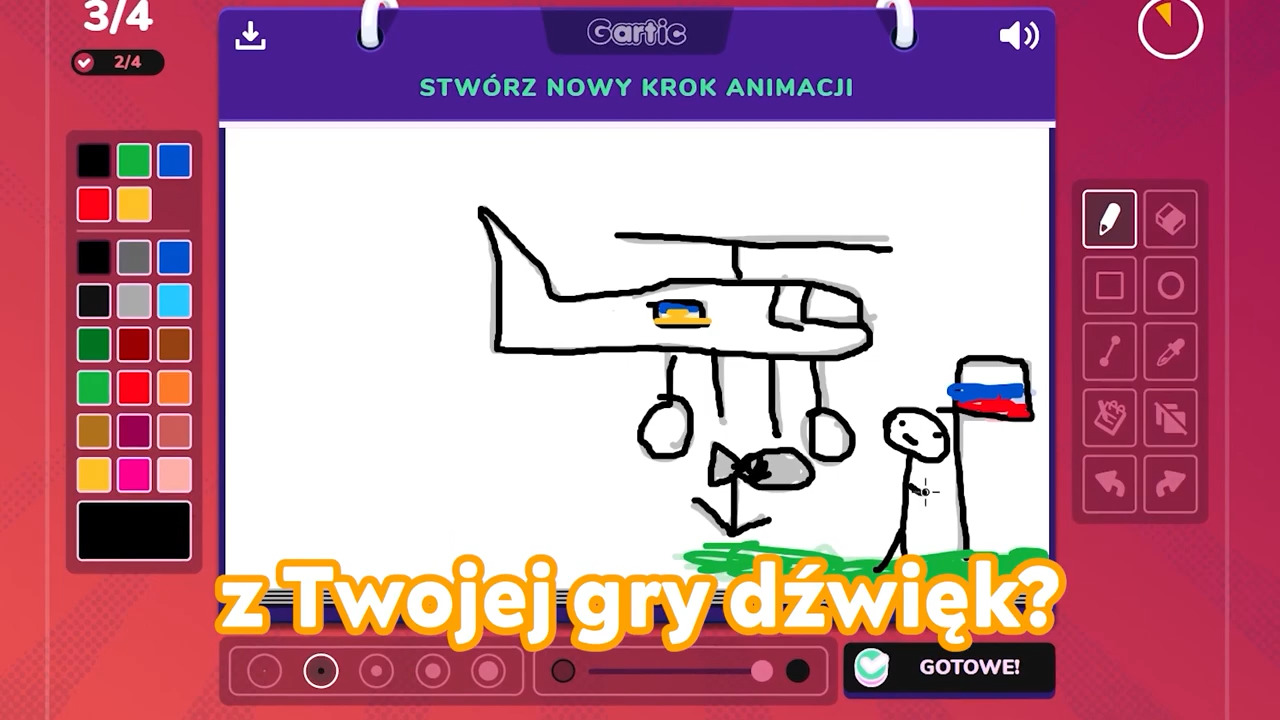 3/4
2/4
Gartic
STWÓRZ NOWY KROK ANIMACJI
z Twojej gry dźwięk?
GOTOWE!